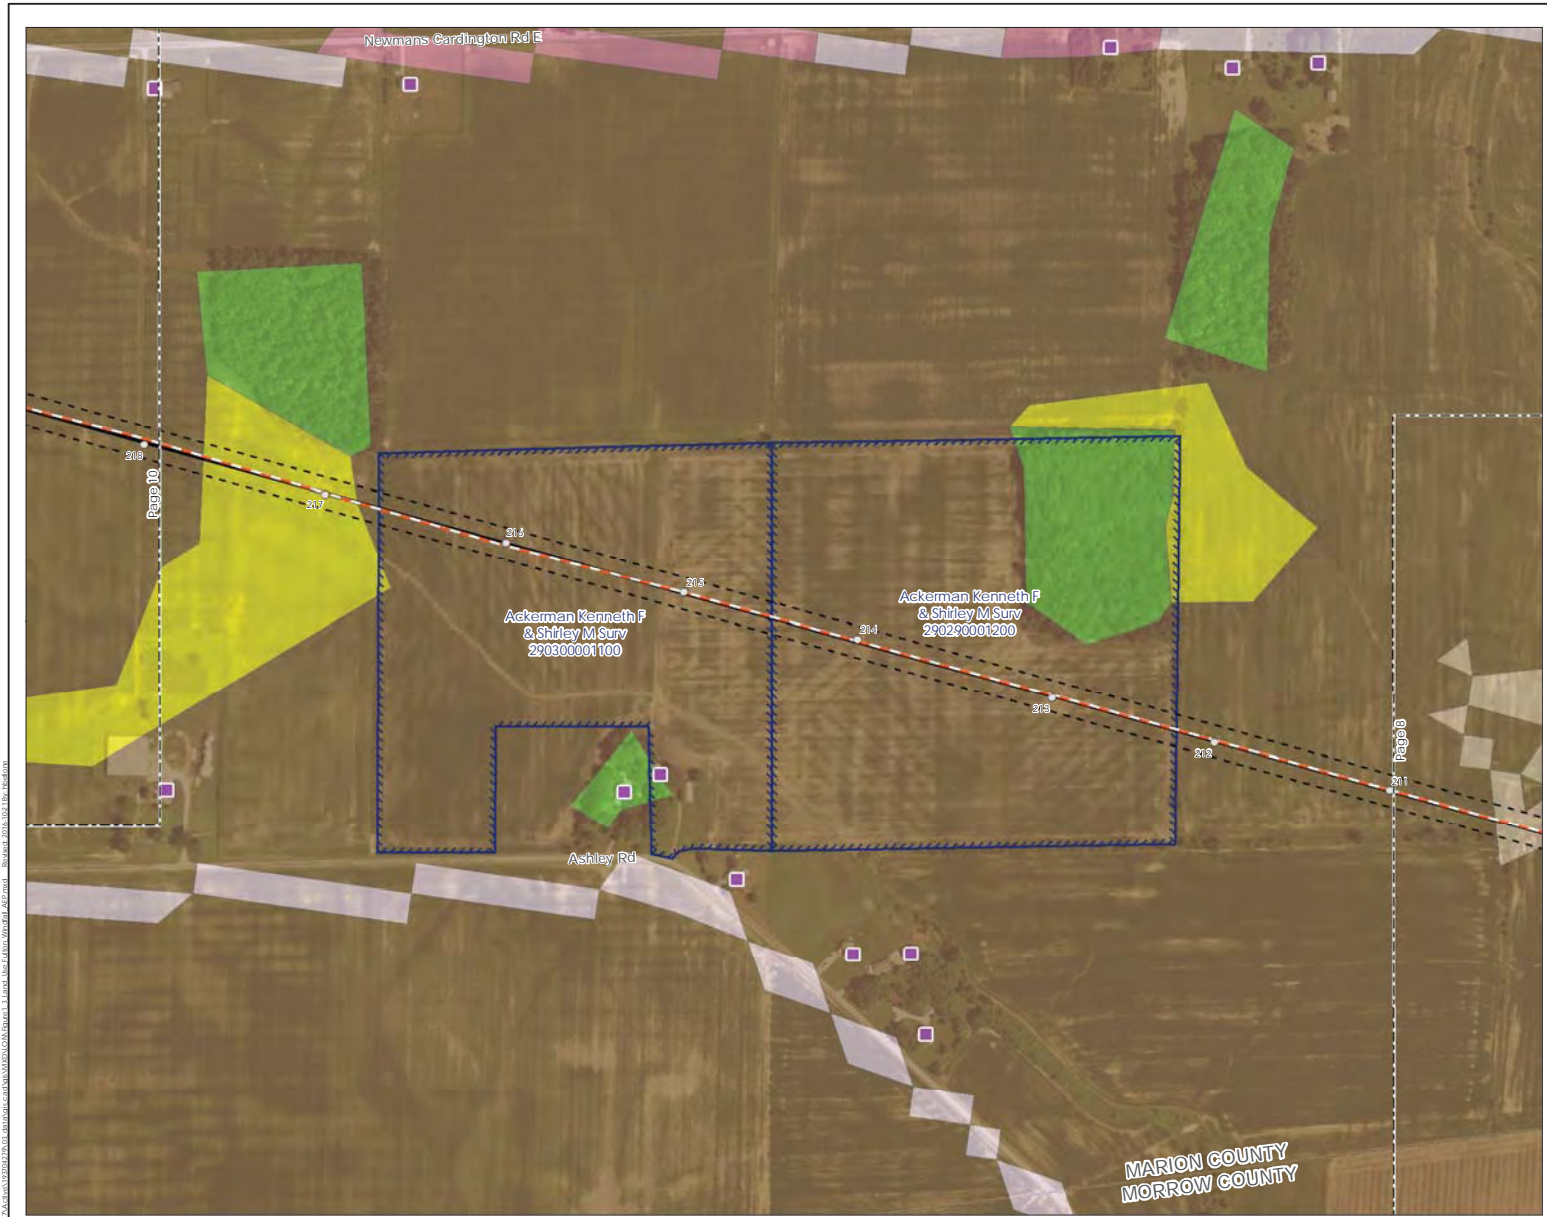 Newmans Cardington Rd E
218
Page 10
217
216
215
Ackerman Kenneth F
& Shirley M Surv
290300001100
214
Ackerman Kenneth F
& Shirley M Surv
290290001200
213
212
Page 8
211
Ashley Rd
MARION COUNTY
MORROW COUNTY